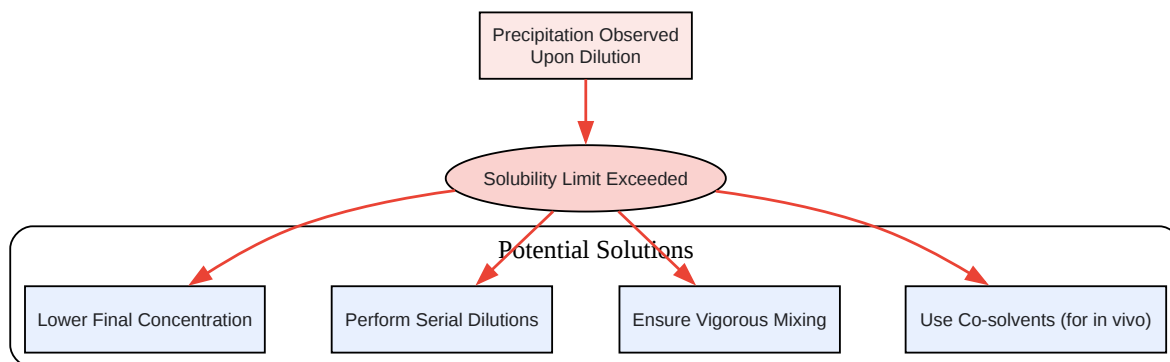 Precipitation Observed
Upon Dilution
Solubility Limit Exceeded
Potential Solutions
Lower Final Concentration
Perform Serial Dilutions
Ensure Vigorous Mixing
Use Co-solvents (for in vivo)